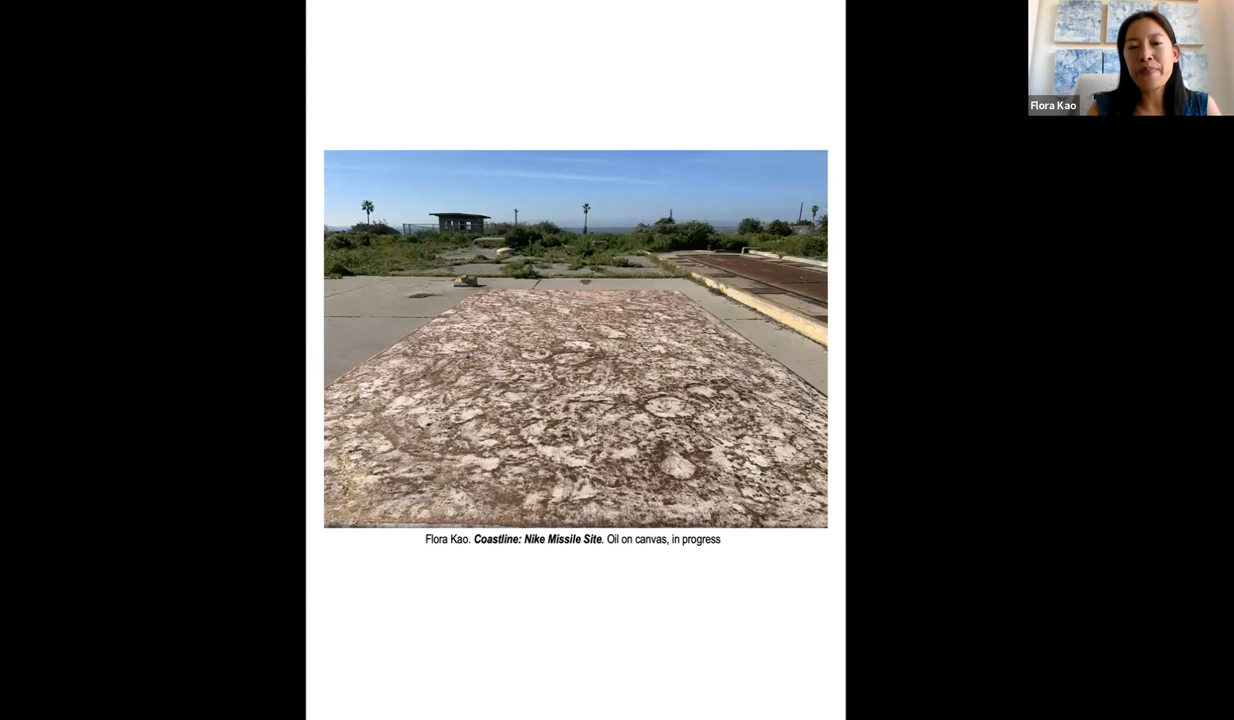 Flora Kao
Flora Kao. Coastline: Nike Missile Site. Oil on canvas, in progress